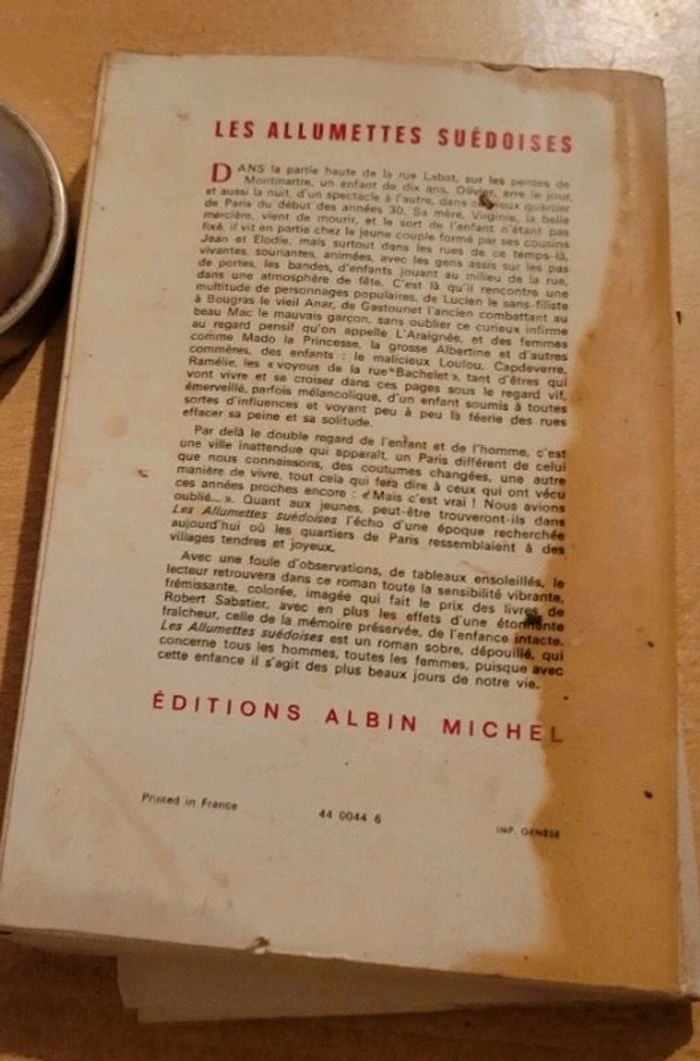 LES ALLUMETTES SUÉDOISES
DANS la partie haute de la rue Labat, sur les pentes de
Montmartre, un enfant de dix ans, Olivier, erre le jour
et aussi la nuit, d'un spectacle à l'autre, dans ce vieux quartier
de Paris du début des années 30. Sa mère, Virginie, la belle
mercière, vient de mourir, et le sort de l'enfant n'étant pas
fixé, il vit en partie chez le jeune couple formé par ses cousins
Jean et Elodie, mais surtout dans les rues de ce temps-là,
vivantes, souriantes, animées, avec les gens assis sur les pas
de portes, les bandes, d'enfants jouant au milieu de la rue,
dans une atmosphère de fête. C'est là qu'il rencontre une
multitude de personnages populaires, de Lucien le sans-filiste
à Bougras le vieil Anar, de Gastounet l'ancien combattant au
beau Mac le mauvais garçon, sans oublier ce curieux infirme
au regard pensif qu'on appelle L'Araignée, et des femmes
comme Mado la Princesse, la grosse Albertine et d'autres
commères, des enfants : le malicieux Loulou, Capdeverre,
Ramélie, les « voyous de la rue Bachelet », tant d'êtres qui
vont vivre et se croiser dans ces pages sous le regard vif,
émerveillé, parfois mélancolique, d'un enfant soumis à toutes
sortes d'influences et voyant peu à peu la féerie des rues
effacer sa peine et sa solitude.
Par delà le double regard de l'enfant et de l'homme, c'est
une ville inattendue qui apparaît, un Paris différent de celui
que nous connaissons, des coutumes changées, une autre
manière de vivre, tout cela qui fera dire à ceux qui ont vécu
ces années proches encore : « Mais c'est vrai ! Nous avions
oublié... ». Quant aux jeunes, peut-être trouveront-ils dans
Les Allumettes suédoises l'écho d'une époque recherchée
aujourd'hui où les quartiers de Paris ressemblaient à des
villages tendres et joyeux.
Avec une foule d'observations, de tableaux ensoleillés, le
lecteur retrouvera dans ce roman toute la sensibilité vibrante,
frémissante, colorée, imagée qui fait le prix des livres de
Robert Sabatier, avec en plus les effets d'une étonnante
fraîcheur, celle de la mémoire préservée, de l'enfance intacte.
Les Allumettes suédoises est un roman sobre, dépouillé, qui
concerne tous les hommes, toutes les femmes, puisque avec
cette enfance il s'agit des plus beaux jours de notre vie.
ÉDITIONS ALBIN MICHEL
Printed in France
44 0044 6
IMP. GENÈSE